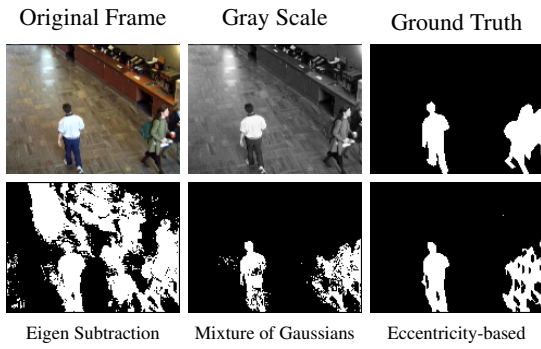 Original Frame
Gray Scale
Ground Truth
Eigen Subtraction
Mixture of Gaussians
Eccentricity-based